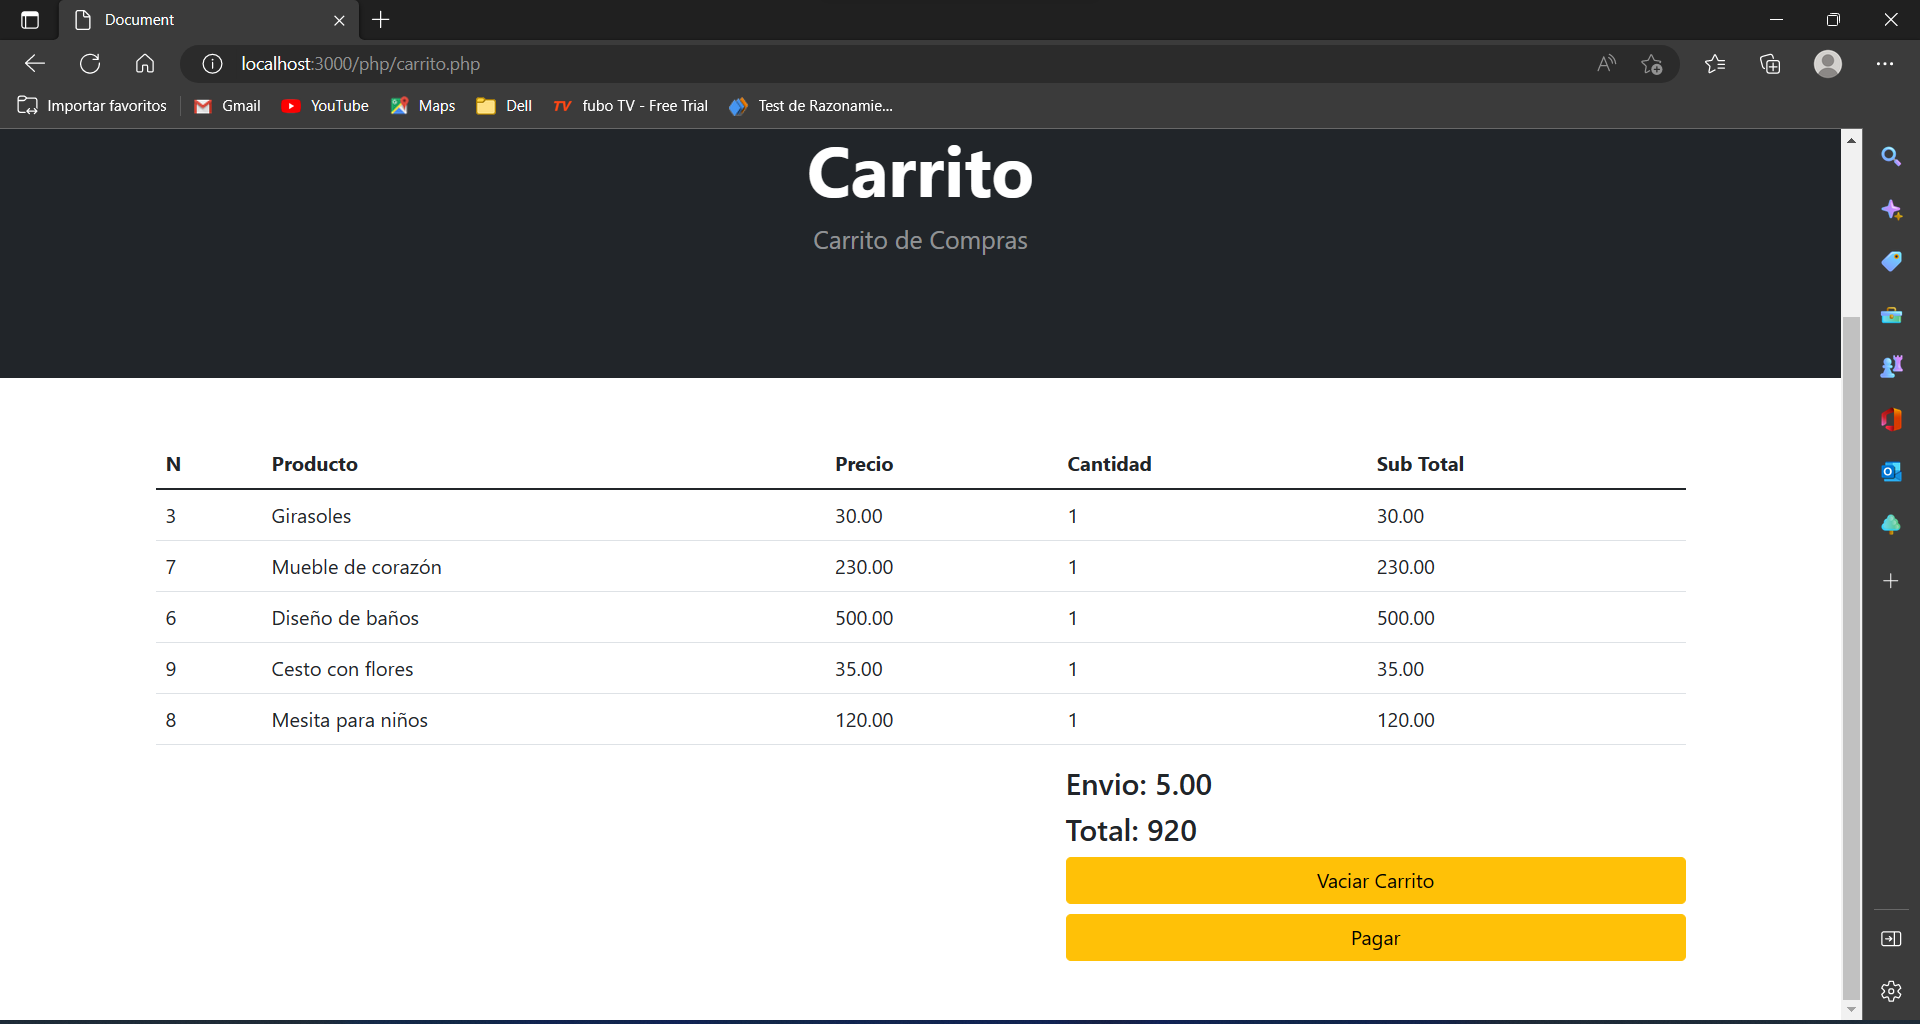 Document
localhost:3000/php/carrito.php
Importar favoritos Gmail YouTube Maps Dell TV fubo TV - Free Trial Test de Razonamie...
Carrito
Carrito de Compras
N Producto Precio Cantidad Sub Total
3 Girasoles 30.00 1 30.00
7 Mueble de corazón 230.00 1 230.00
6 Diseño de baños 500.00 1 500.00
9 Cesto con flores 35.00 1 35.00
8 Mesita para niños 120.00 1 120.00
Envio: 5.00
Total: 920
Vaciar Carrito
Pagar